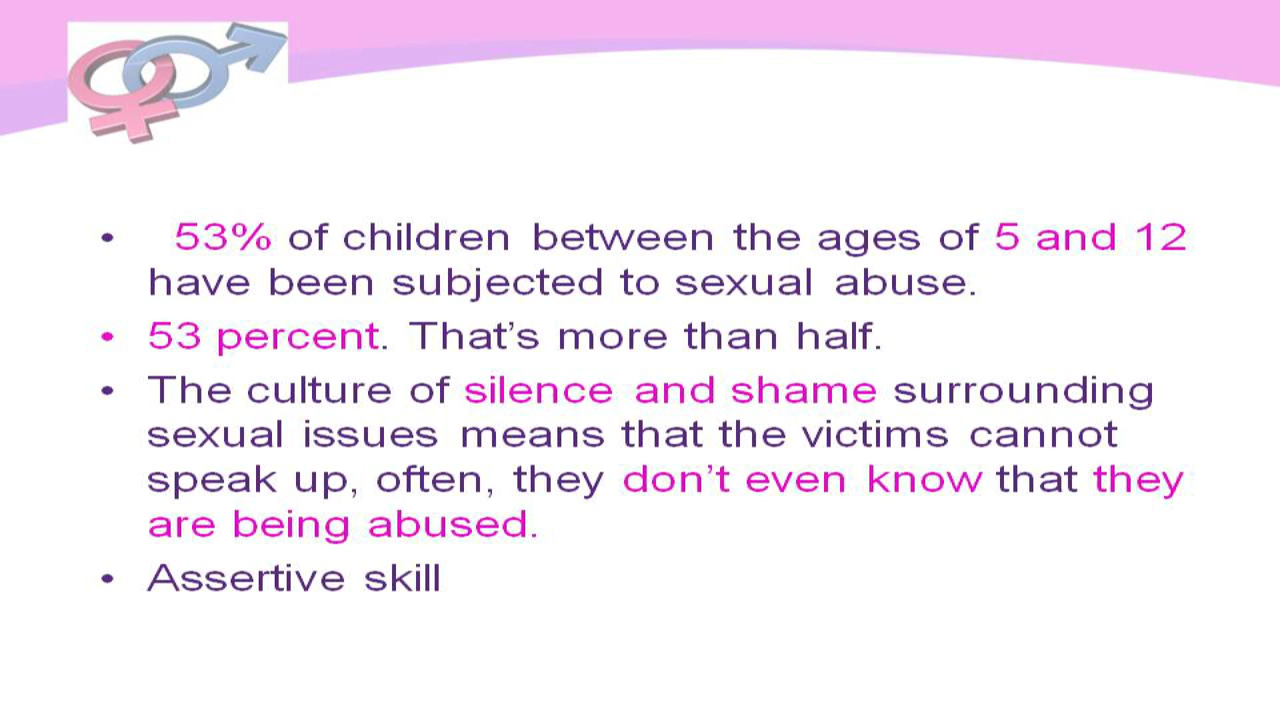 • 53% of children between the ages of 5 and 12
have been subjected to sexual abuse.
• 53 percent. That’s more than half.
• The culture of silence and shame surrounding
sexual issues means that the victims cannot
speak up, often, they don’t even know that they
are being abused.
• Assertive skill